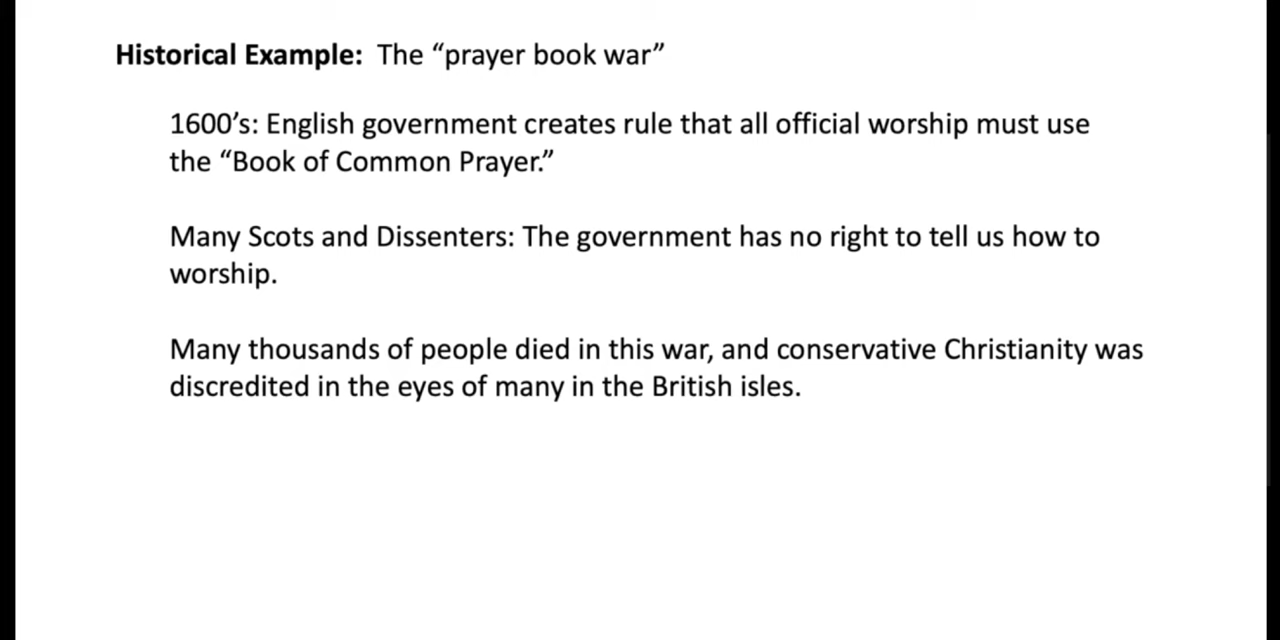 Historical Example: The “prayer book war”
1600’s: English government creates rule that all official worship must use
the “Book of Common Prayer.”
Many Scots and Dissenters: The government has no right to tell us how to
worship.
Many thousands of people died in this war, and conservative Christianity was
discredited in the eyes of many in the British isles.